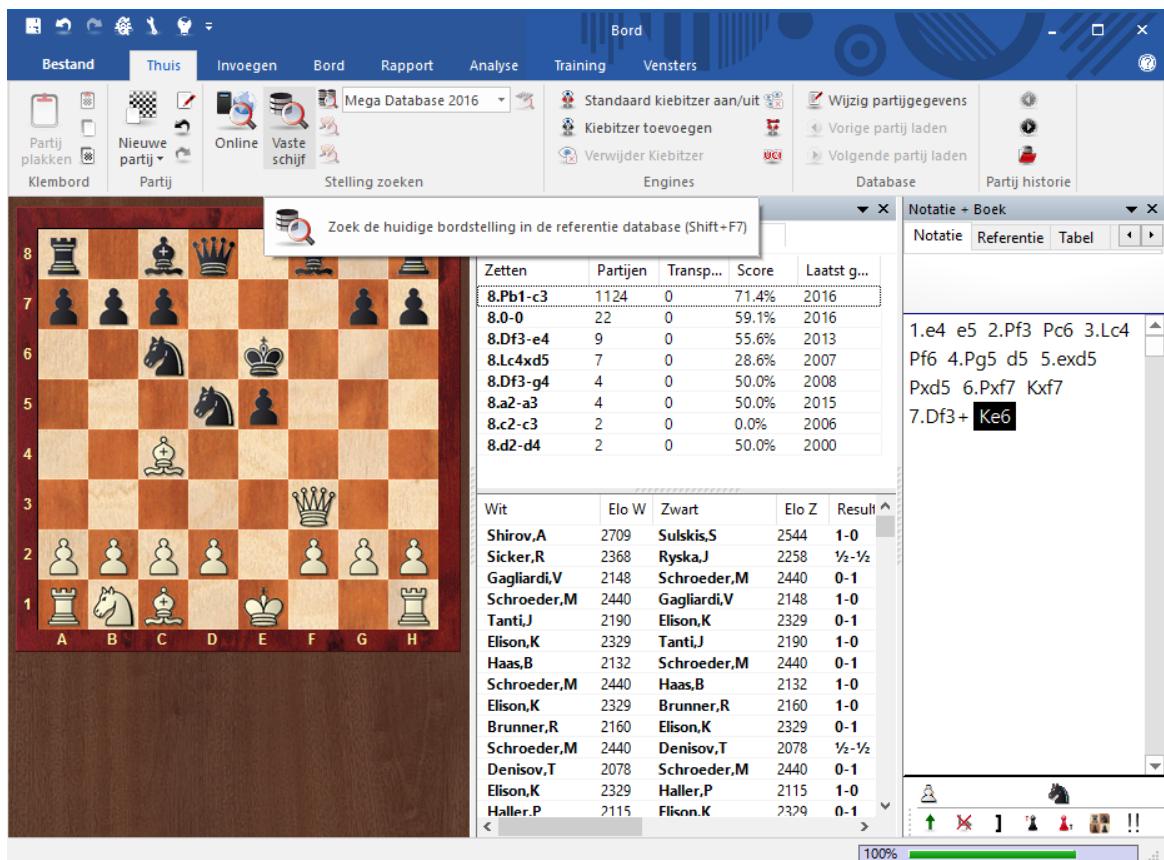 Bord
Bestand Thuis Invoegen Bord Rapport Analyse Training Vensters
Mega Database 2016
Standaard kiebitzer aan/uit
Wijzig partijgegevens
Kiebitzer toevoegen
Vorige partij laden
Partij plakken
Nieuwe partij
Online
Vaste schijf
Verwijder Kiebitzer
UCI
Volgende partij laden
Klembord Partij Stelling zoeken Engines Database Partij historie
Zoek de huidige bordstelling in de referentie database (Shift+F7)
Notatie + Boek
Notatie Referentie Tabel
Zetten Partijen Transp... Score Laatst g...
8.Pb1-c3 1124 0 71.4% 2016
8.0-0 22 0 59.1% 2016
8.Df3-e4 9 0 55.6% 2013
8.Lc4xd5 7 0 28.6% 2007
8.Df3-g4 4 0 50.0% 2008
8.a2-a3 4 0 50.0% 2015
8.c2-c3 2 0 0.0% 2006
8.d2-d4 2 0 50.0% 2000
1.e4 e5 2.Pf3 Pc6 3.Lc4
Pf6 4.Pg5 d5 5.exd5
Pxd5 6.Pxf7 Kxf7
7.Df3+ Ke6
8
7
6
5
4
3
2
1
A B C D E F G H
Wit Elo W Zwart Elo Z Result
Shirov,A 2709 Sulskis,S 2544 1-0
Sicker,R 2368 Ryska,J 2258 ½-½
Gagliardi,V 2148 Schroeder,M 2440 0-1
Schroeder,M 2440 Gagliardi,V 2148 1-0
Tanti,J 2190 Elison,K 2329 0-1
Elison,K 2329 Tanti,J 2190 1-0
Haas,B 2132 Schroeder,M 2440 0-1
Schroeder,M 2440 Haas,B 2132 1-0
Elison,K 2329 Brunner,R 2160 1-0
Brunner,R 2160 Elison,K 2329 0-1
Schroeder,M 2440 Denisov,T 2078 ½-½
Denisov,T 2078 Schroeder,M 2440 0-1
Elison,K 2329 Haller,P 2115 1-0
Haller,P 2115 Elison,K 2329 0-1
] !!
100%